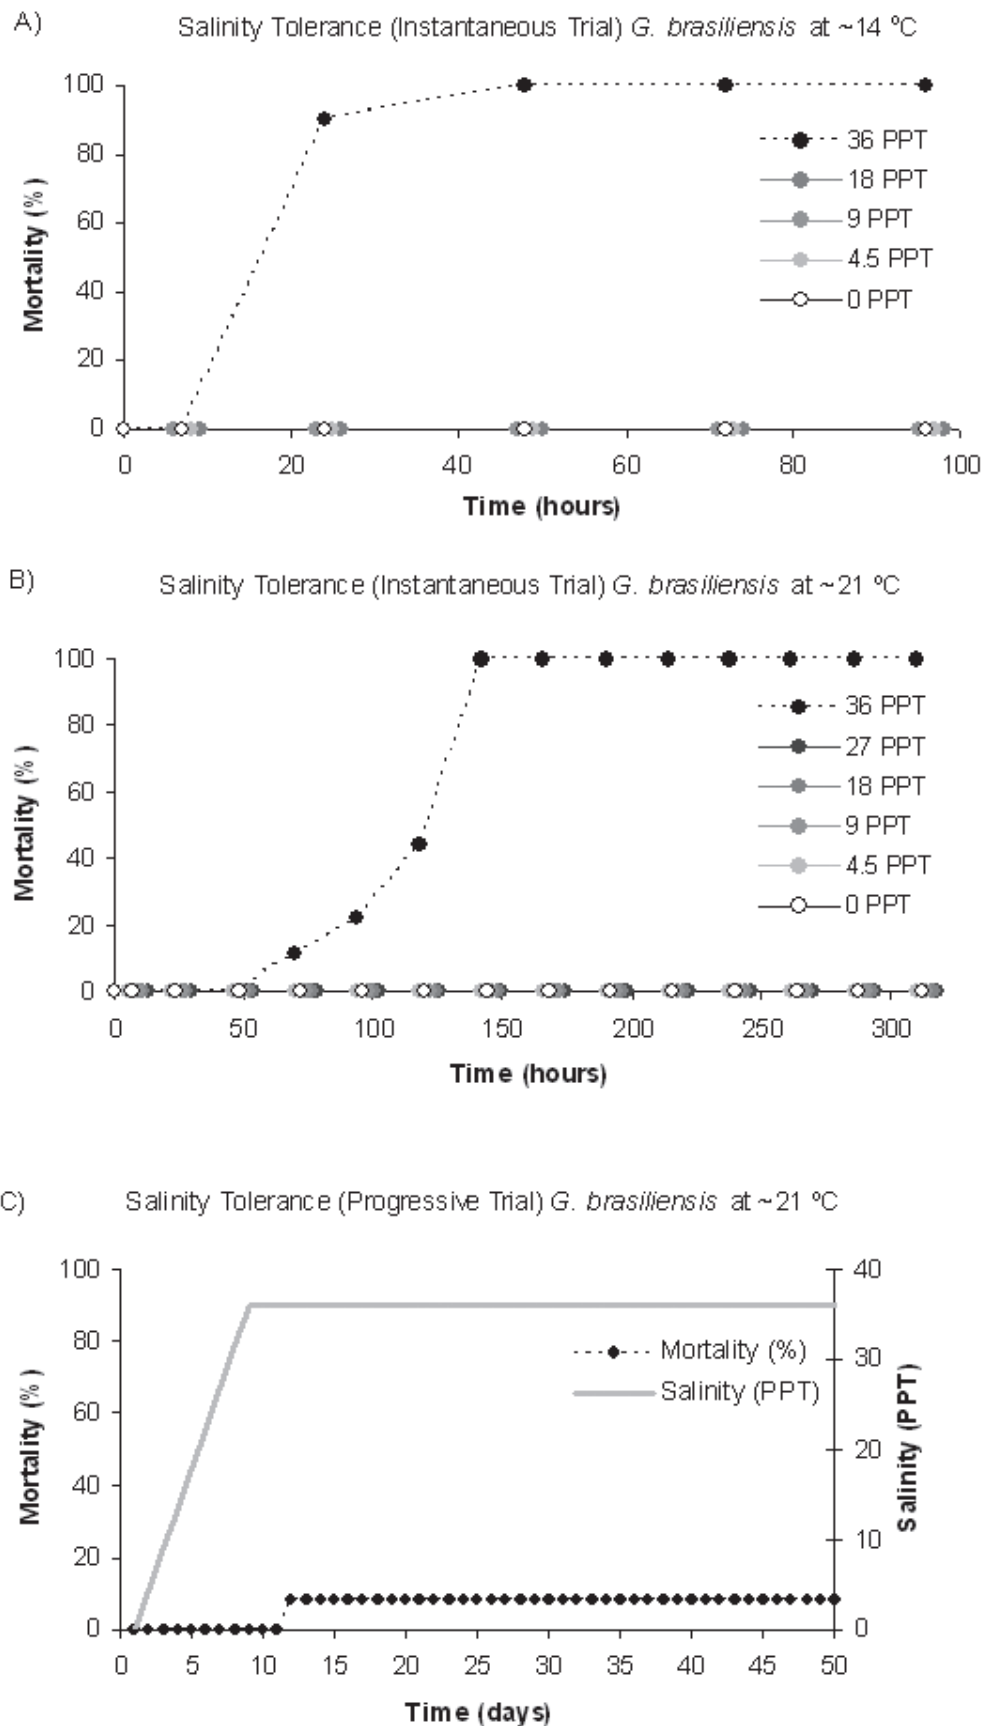 A)
Salinity Tolerance (Instantaneous Trial) G. brasiliensis at ~14 ºC
100
80
60
40
20
0
Mortality (%)
36 PPT
18 PPT
9 PPT
4.5 PPT
0 PPT
0 20 40 60 80 100
Time (hours)
B)
Salinity Tolerance (Instantaneous Trial) G. brasiliensis at ~21 ºC
100
80
60
40
20
0
Mortality (%)
36 PPT
27 PPT
18 PPT
9 PPT
4.5 PPT
0 PPT
0 50 100 150 200 250 300
Time (hours)
C)
Salinity Tolerance (Progressive Trial) G. brasiliensis at ~21 ºC
100
80
60
40
20
0
Mortality (%)
Mortality (%)
Salinity (PPT)
40
30
20
10
0
Salinity (PPT)
0 5 10 15 20 25 30 35 40 45 50
Time (days)